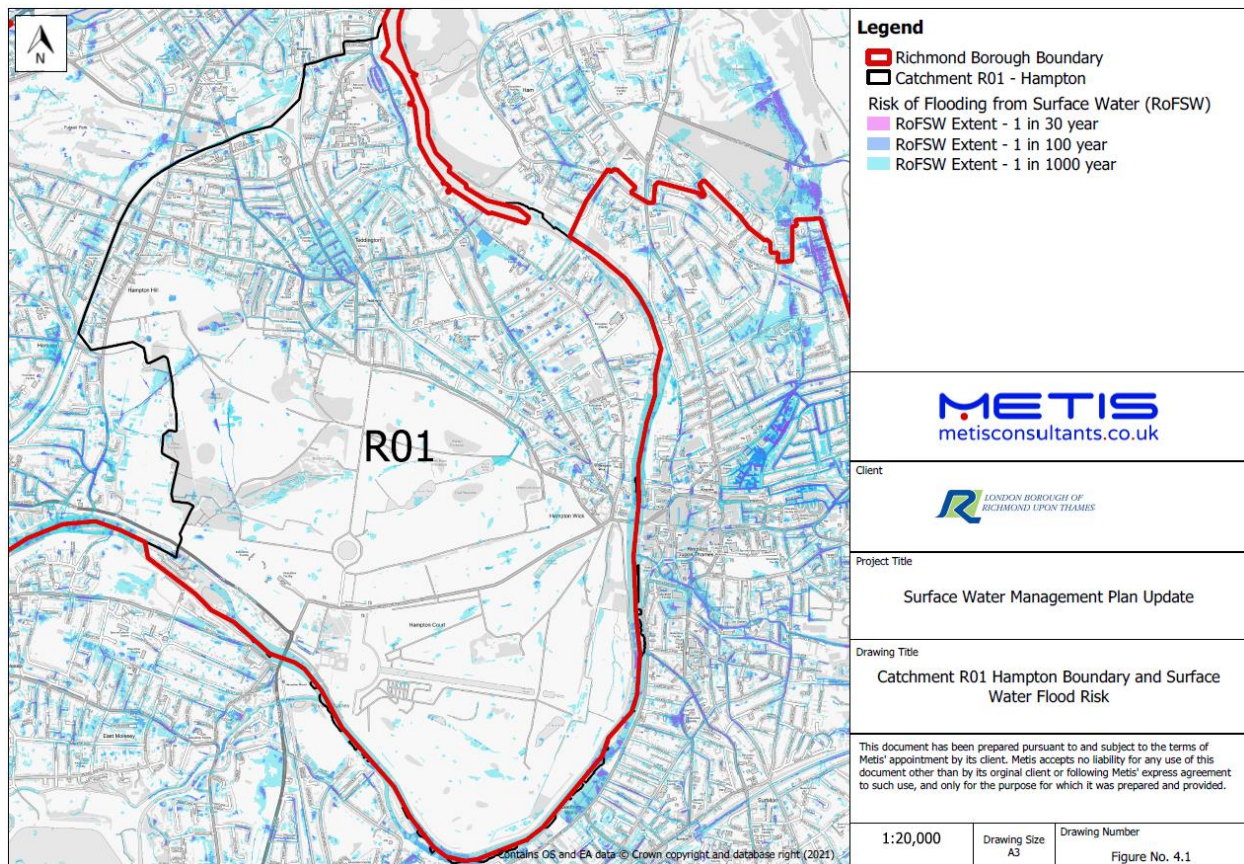 N
Ham
Fulwell Park
Teddington
Hampton Hill
R01
Hampton Wick
Hampton Court
East Molesey
Contains OS and EA data © Crown copyright and database right (2021)
Legend
Richmond Borough Boundary
Catchment R01 - Hampton
Risk of Flooding from Surface Water (RoFSW)
RoFSW Extent - 1 in 30 year
RoFSW Extent - 1 in 100 year
RoFSW Extent - 1 in 1000 year
METIS
metisconsultants.co.uk
Client
LONDON BOROUGH OF
RICHMOND UPON THAMES
Project Title
Surface Water Management Plan Update
Drawing Title
Catchment R01 Hampton Boundary and Surface
Water Flood Risk
This document has been prepared pursuant to and subject to the terms of
Metis' appointment by its client. Metis accepts no liability for any use of this
document other than by its orginal client or following Metis' express agreement
to such use, and only for the purpose for which it was prepared and provided.
1:20,000
Drawing Size
A3
Drawing Number
Figure No. 4.1